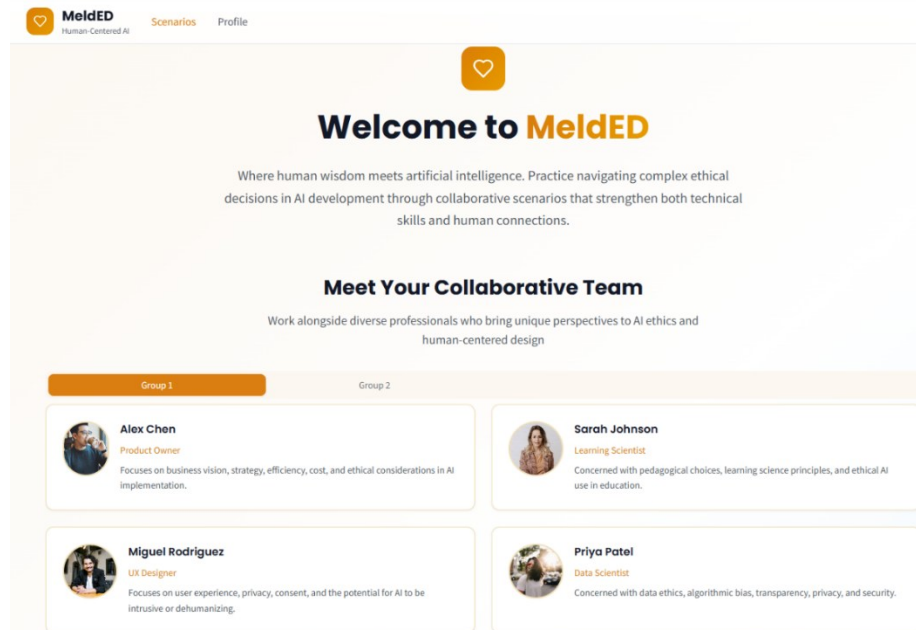 MeldED
Human-Centered AI
Scenarios
Profile
Welcome to MeldED
Where human wisdom meets artificial intelligence. Practice navigating complex ethical
decisions in AI development through collaborative scenarios that strengthen both technical
skills and human connections.
Meet Your Collaborative Team
Work alongside diverse professionals who bring unique perspectives to AI ethics and
human-centered design
Group 1
Group 2
Alex Chen
Product Owner
Focuses on business vision, strategy, efficiency, cost, and ethical considerations in AI
implementation.
Sarah Johnson
Learning Scientist
Concerned with pedagogical choices, learning science principles, and ethical AI
use in education.
Miguel Rodriguez
UX Designer
Focuses on user experience, privacy, consent, and the potential for AI to be
intrusive or dehumanizing.
Priya Patel
Data Scientist
Concerned with data ethics, algorithmic bias, transparency, privacy, and security.